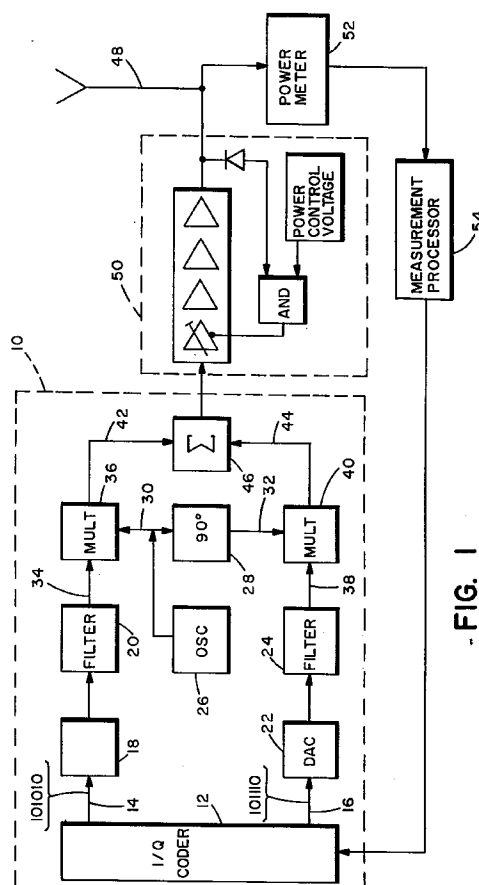 10
50
48
42
36
MULT
34
FILTER
20
18
101010
14
30
46
Σ
44
90°
28
32
OSC
26
40
MULT
38
FILTER
24
22
DAC
101110
16
12
I/Q
CODER
AND
POWER
CONTROL
VOLTAGE
POWER
METER
52
MEASUREMENT
PROCESSOR
54
FIG. 1